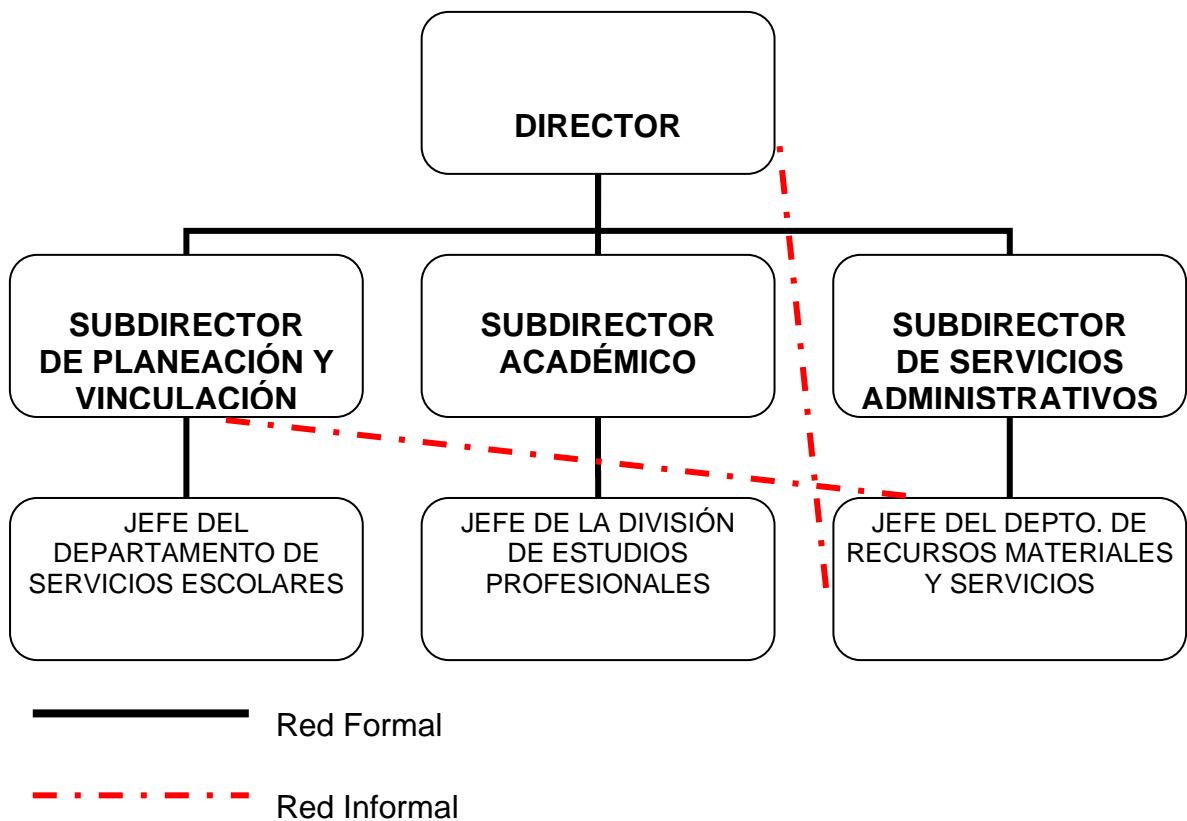 DIRECTOR
SUBDIRECTOR
DE PLANEACIÓN Y
VINCULACIÓN
SUBDIRECTOR
ACADÉMICO
SUBDIRECTOR
DE SERVICIOS
ADMINISTRATIVOS
JEFE DEL
DEPARTAMENTO DE
SERVICIOS ESCOLARES
JEFE DE LA DIVISIÓN
DE ESTUDIOS
PROFESIONALES
JEFE DEL DEPTO. DE
RECURSOS MATERIALES
Y SERVICIOS
Red Formal
Red Informal